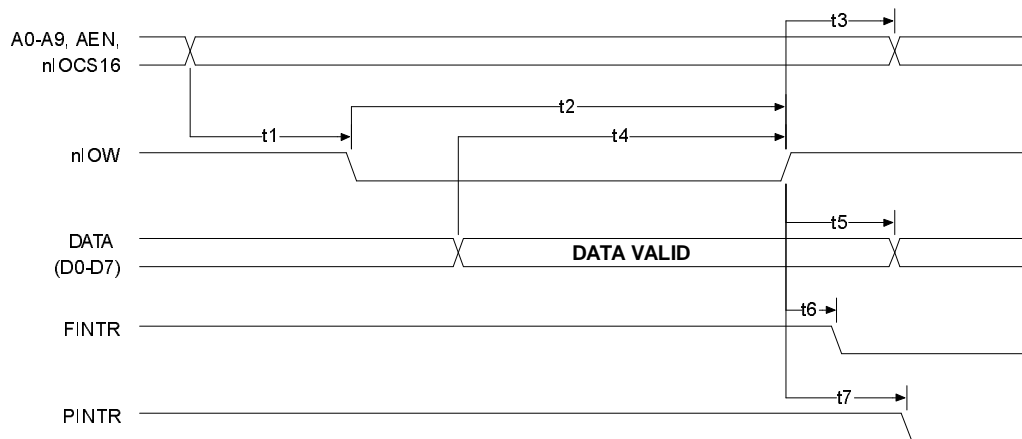 t3
A0-A9, AEN,
nIOCS16
t2
t1
t4
nIOW
t5
DATA
(D0-D7)
DATA VALID
t6
FINTR
t7
PINTR